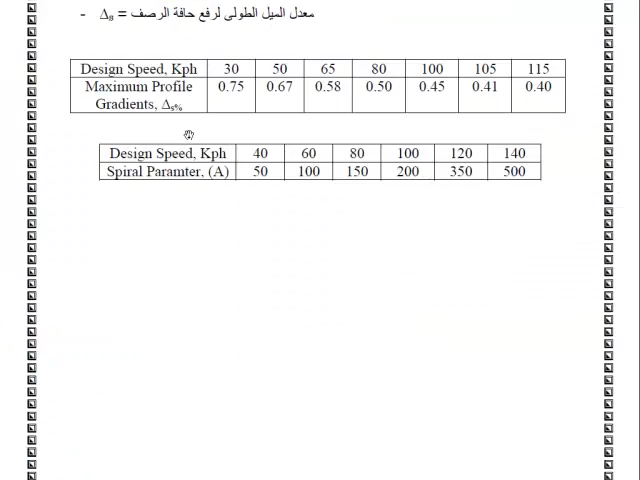 - Δs = معدل الميل الطولى لرفع حافة الرصف
Design Speed, Kph 30 50 65 80 100 105 115
Maximum Profile 0.75 0.67 0.58 0.50 0.45 0.41 0.40
Gradients, Δs%
Design Speed, Kph 40 60 80 100 120 140
Spiral Paramter, (A) 50 100 150 200 350 500